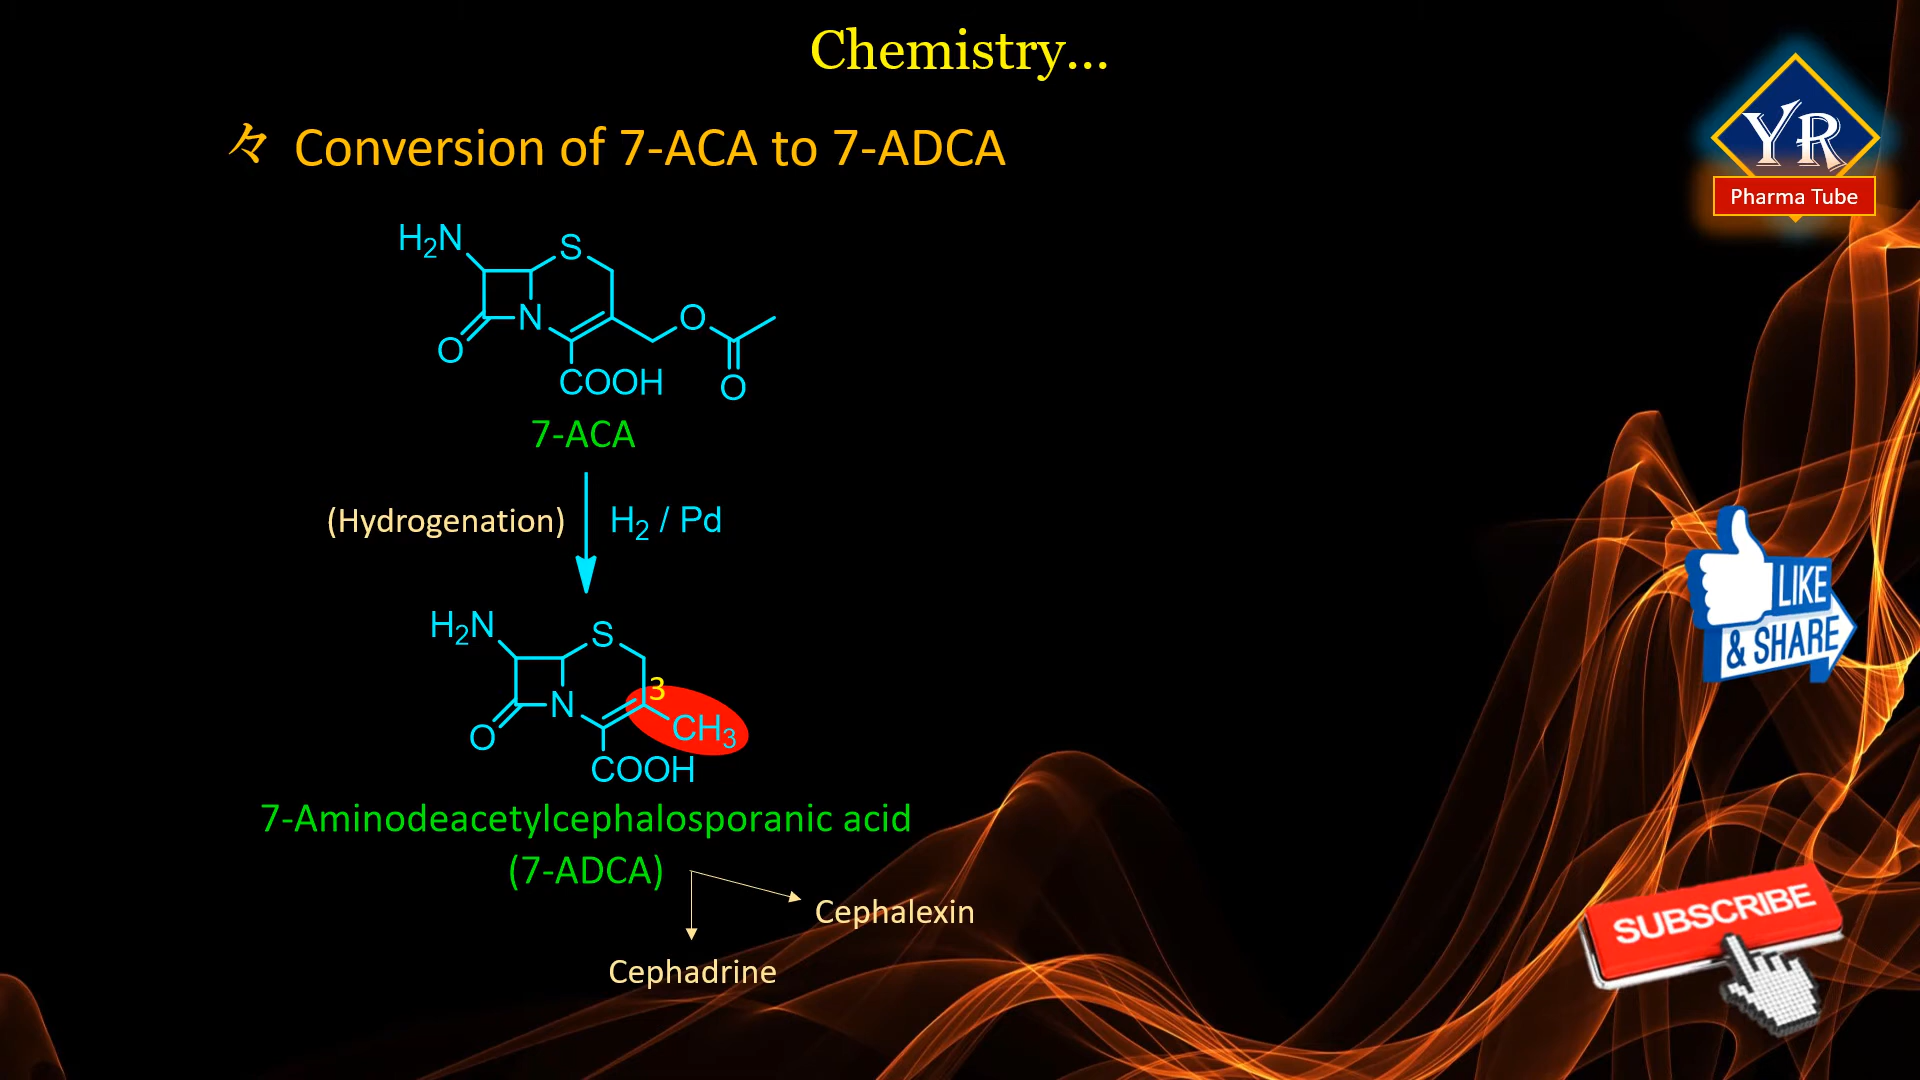 Chemistry...
々 Conversion of 7-ACA to 7-ADCA
YR
Pharma Tube
H₂N
S
N
O
O
O
COOH
7-ACA
(Hydrogenation)
H₂ / Pd
H₂N
S
3
N
CH₃
O
COOH
7-Aminodeacetylcephalosporanic acid
(7-ADCA)
Cephalexin
Cephadrine
LIKE
& SHARE
SUBSCRIBE